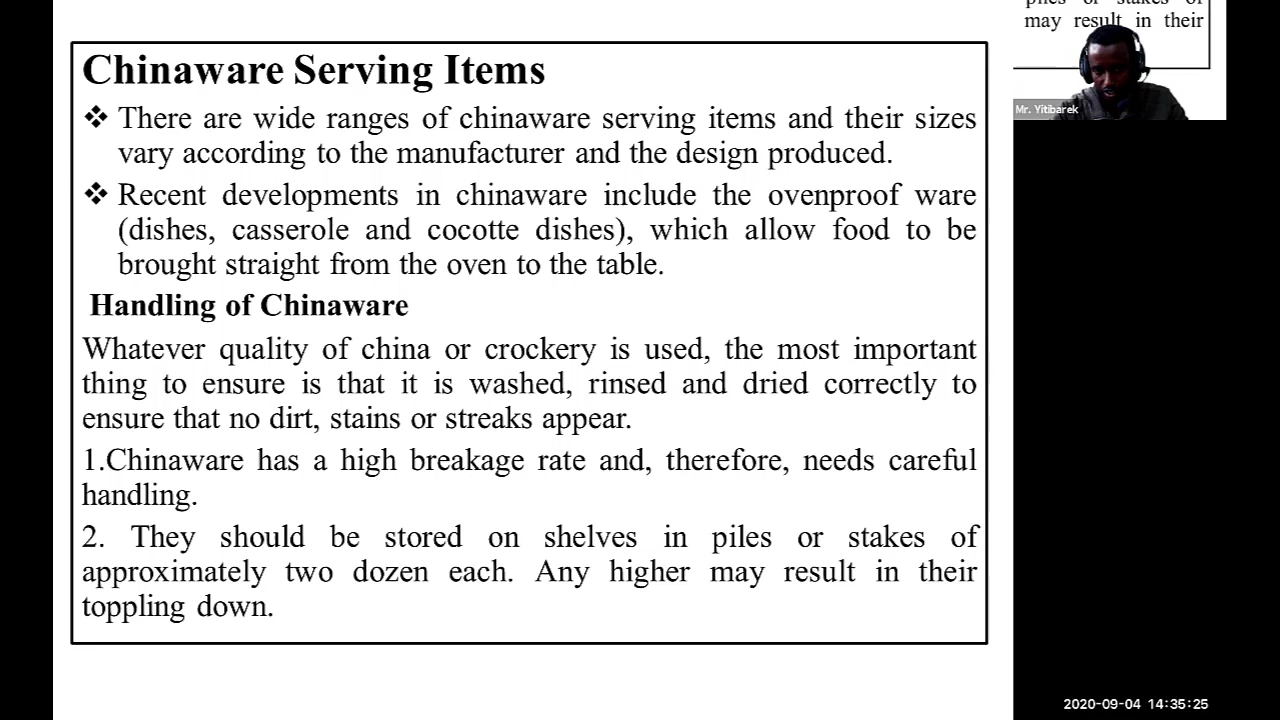 Chinaware Serving Items
❖ There are wide ranges of chinaware serving items and their sizes
vary according to the manufacturer and the design produced.
❖ Recent developments in chinaware include the ovenproof ware
(dishes, casserole and cocotte dishes), which allow food to be
brought straight from the oven to the table.
Handling of Chinaware
Whatever quality of china or crockery is used, the most important
thing to ensure is that it is washed, rinsed and dried correctly to
ensure that no dirt, stains or streaks appear.
1.Chinaware has a high breakage rate and, therefore, needs careful
handling.
2. They should be stored on shelves in piles or stakes of
approximately two dozen each. Any higher may result in their
toppling down.
piles or stakes of
may result in their
Mr. Yitibarek
2020-09-04 14:35:25